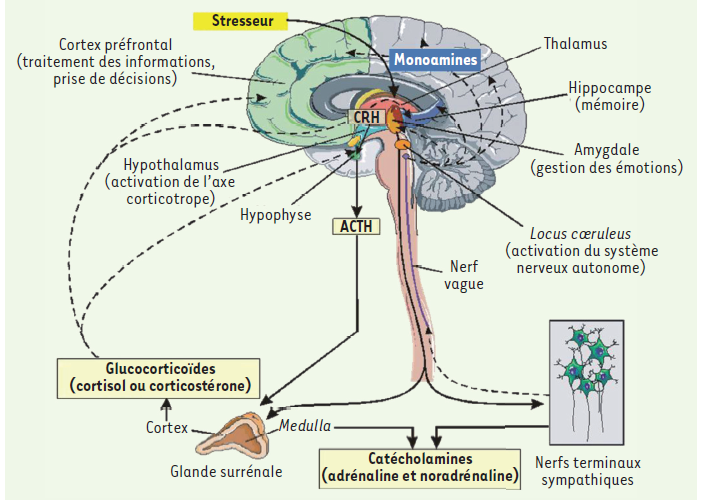 Stresseur
Cortex préfrontal
(traitement des informations,
prise de décisions)
Monoamines
Thalamus
Hippocampe
(mémoire)
CRH
Amygdale
(gestion des émotions)
Hypothalamus
(activation de l'axe
corticotrope)
Hypophyse
ACTH
Locus cœruleus
(activation du système
nerveux autonome)
Nerf
vague
Glucocorticoïdes
(cortisol ou corticostérone)
Cortex
Medulla
Glande surrénale
Catécholamines
(adrénaline et noradrénaline)
Nerfs terminaux
sympathiques